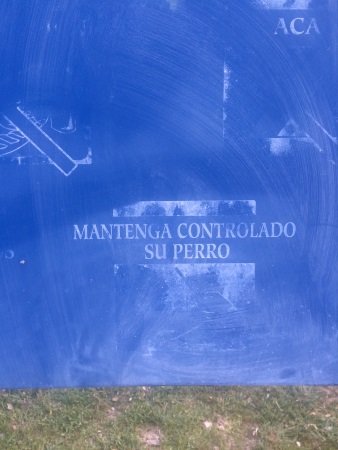 ACA
MANTENGA CONTROLADO
SU PERRO